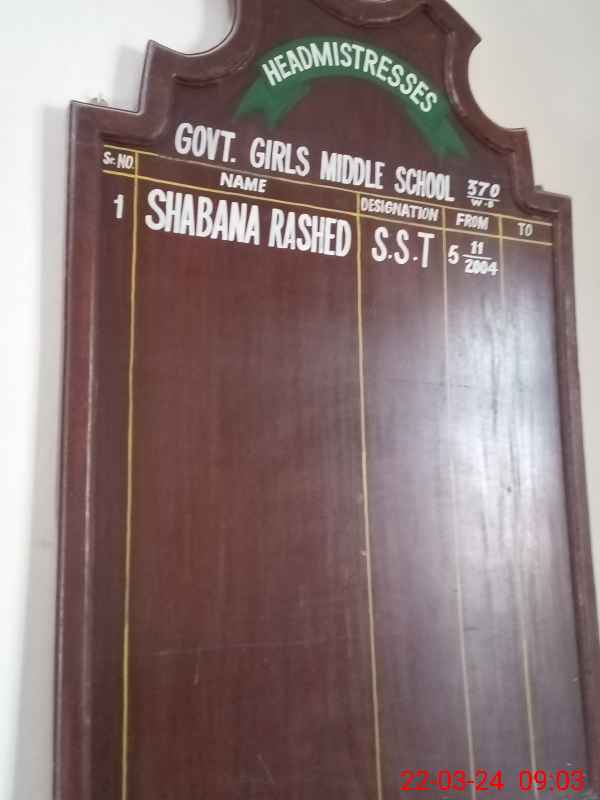 HEADMISTRESSES
GOVT. GIRLS MIDDLE SCHOOL 370/W-B
Sr.NO. NAME DESIGNATION FROM TO
1 SHABANA RASHED S.S.T 5 11/2004
22-03-24 09:03